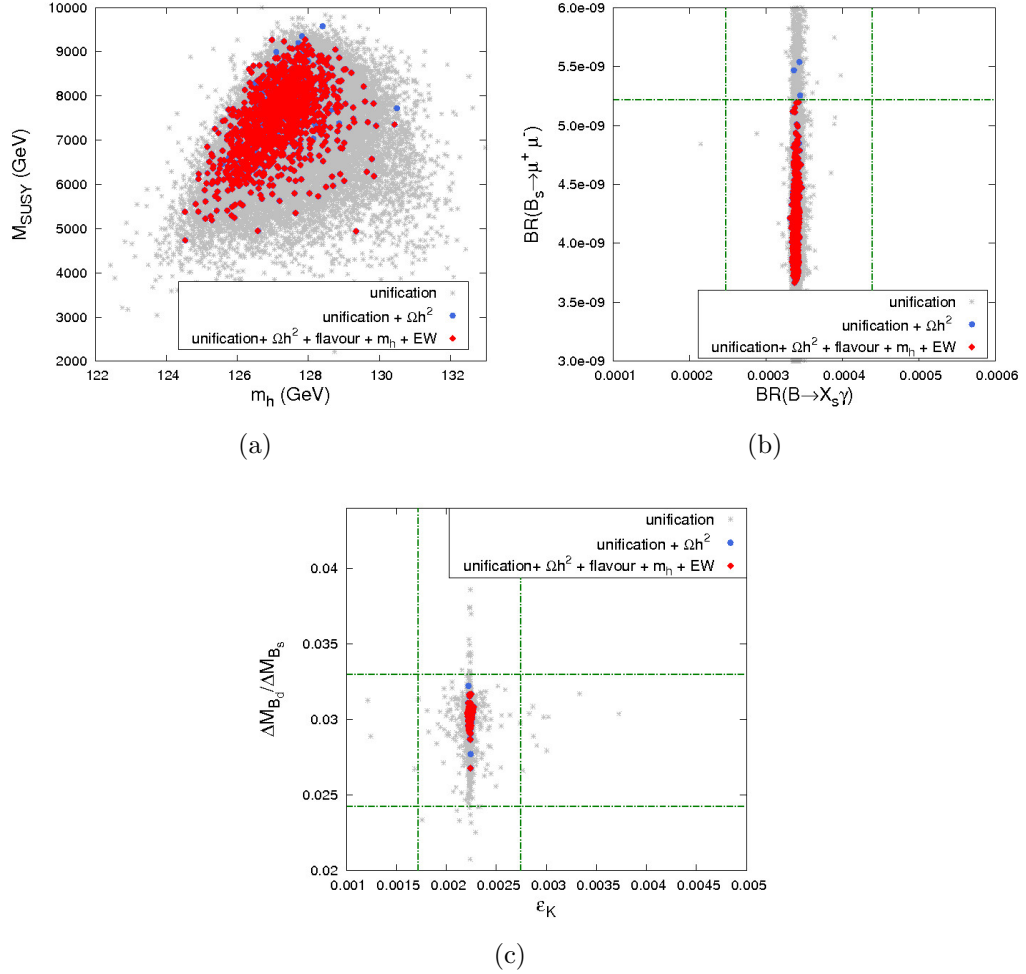 10000
9000
8000
7000
6000
5000
4000
3000
2000
122
124
126
128
130
132
M_SUSY (GeV)
m_h (GeV)
unification
unification + Ωh²
unification+ Ωh² + flavour + m_h + EW
(a)
6.0e-09
5.5e-09
5.0e-09
4.5e-09
4.0e-09
3.5e-09
3.0e-09
0.0001
0.0002
0.0003
0.0004
0.0005
0.0006
BR(B_s→μ⁺ μ⁻)
BR(B→X_sγ)
unification
unification + Ωh²
unification+ Ωh² + flavour + m_h + EW
(b)
0.04
0.035
0.03
0.025
0.02
0.001
0.0015
0.002
0.0025
0.003
0.0035
0.004
0.0045
0.005
ΔM_B_d/ΔM_B_s
ε_K
unification
unification + Ωh²
unification+ Ωh² + flavour + m_h + EW
(c)